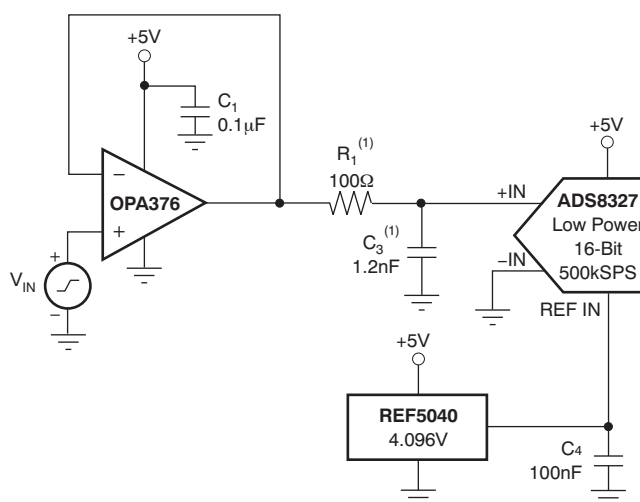 +5V
C1
0.1μF
R1(1)
100Ω
+5V
−
OPA376
+
+IN
ADS8327
Low Power
16-Bit
500kSPS
C3(1)
1.2nF
−IN
+
VIN
−
REF IN
+5V
REF5040
4.096V
C4
100nF